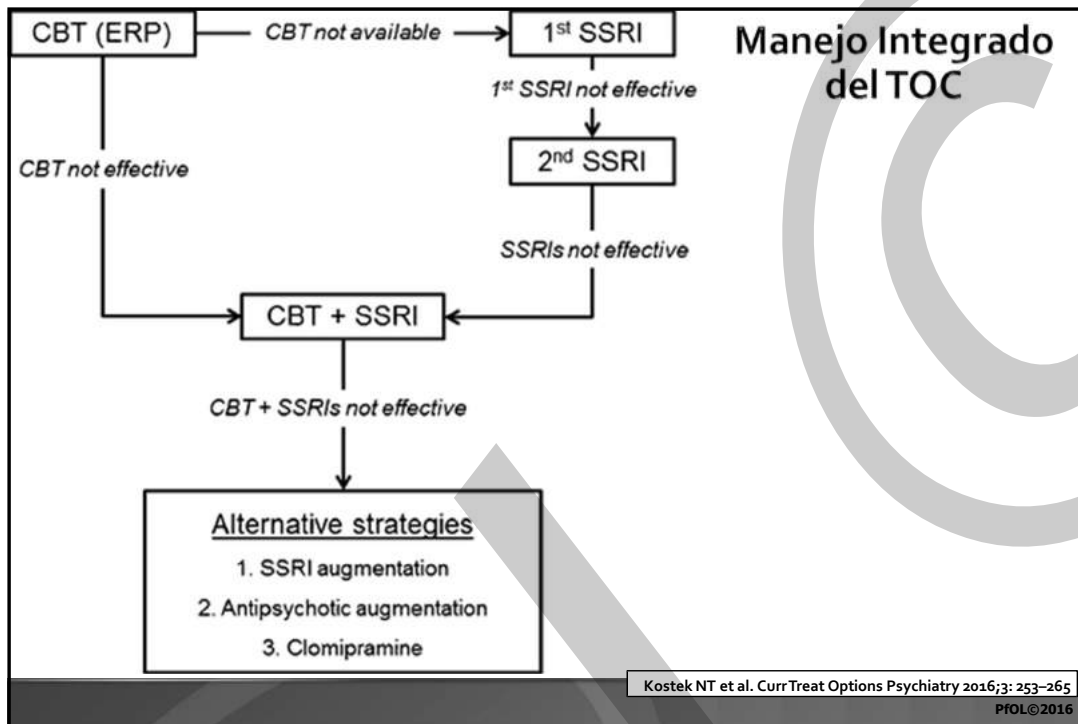 CBT (ERP)
CBT not available
1st SSRI
Manejo Integrado
del TOC
1st SSRI not effective
2nd SSRI
CBT not effective
SSRIs not effective
CBT + SSRI
CBT + SSRIs not effective
Alternative strategies
1. SSRI augmentation
2. Antipsychotic augmentation
3. Clomipramine
Kostek NT et al. Curr Treat Options Psychiatry 2016;3: 253–265
PfOL©2016